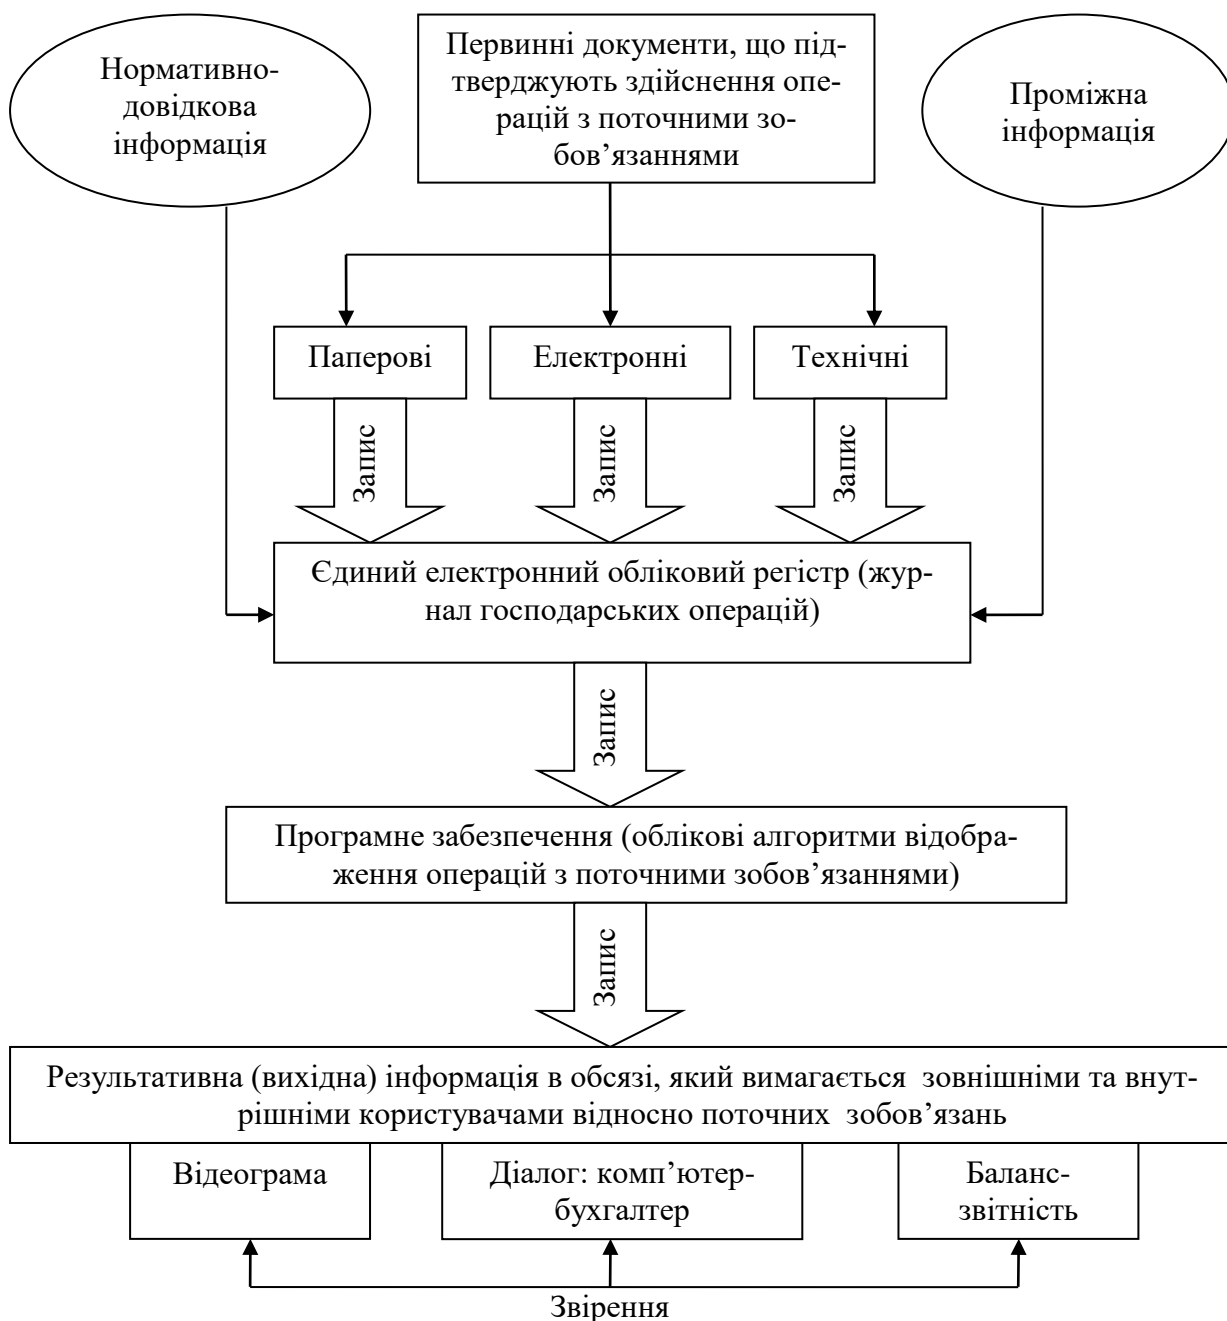 Нормативно-
довідкова
інформація
Первинні документи, що під-
тверджують здійснення опе-
рацій з поточними зо-
бов’язаннями
Проміжна
інформація
Паперові
Електронні
Технічні
Запис
Запис
Запис
Єдиний електронний обліковий регістр (жур-
нал господарських операцій)
Запис
Програмне забезпечення (облікові алгоритми відобра-
ження операцій з поточними зобов’язаннями)
Запис
Результативна (вихідна) інформація в обсязі, який вимагається  зовнішніми та внут-
рішніми користувачами відносно поточних  зобов’язань
Відеограма
Діалог: комп’ютер-
бухгалтер
Баланс-
звітність
Звірення